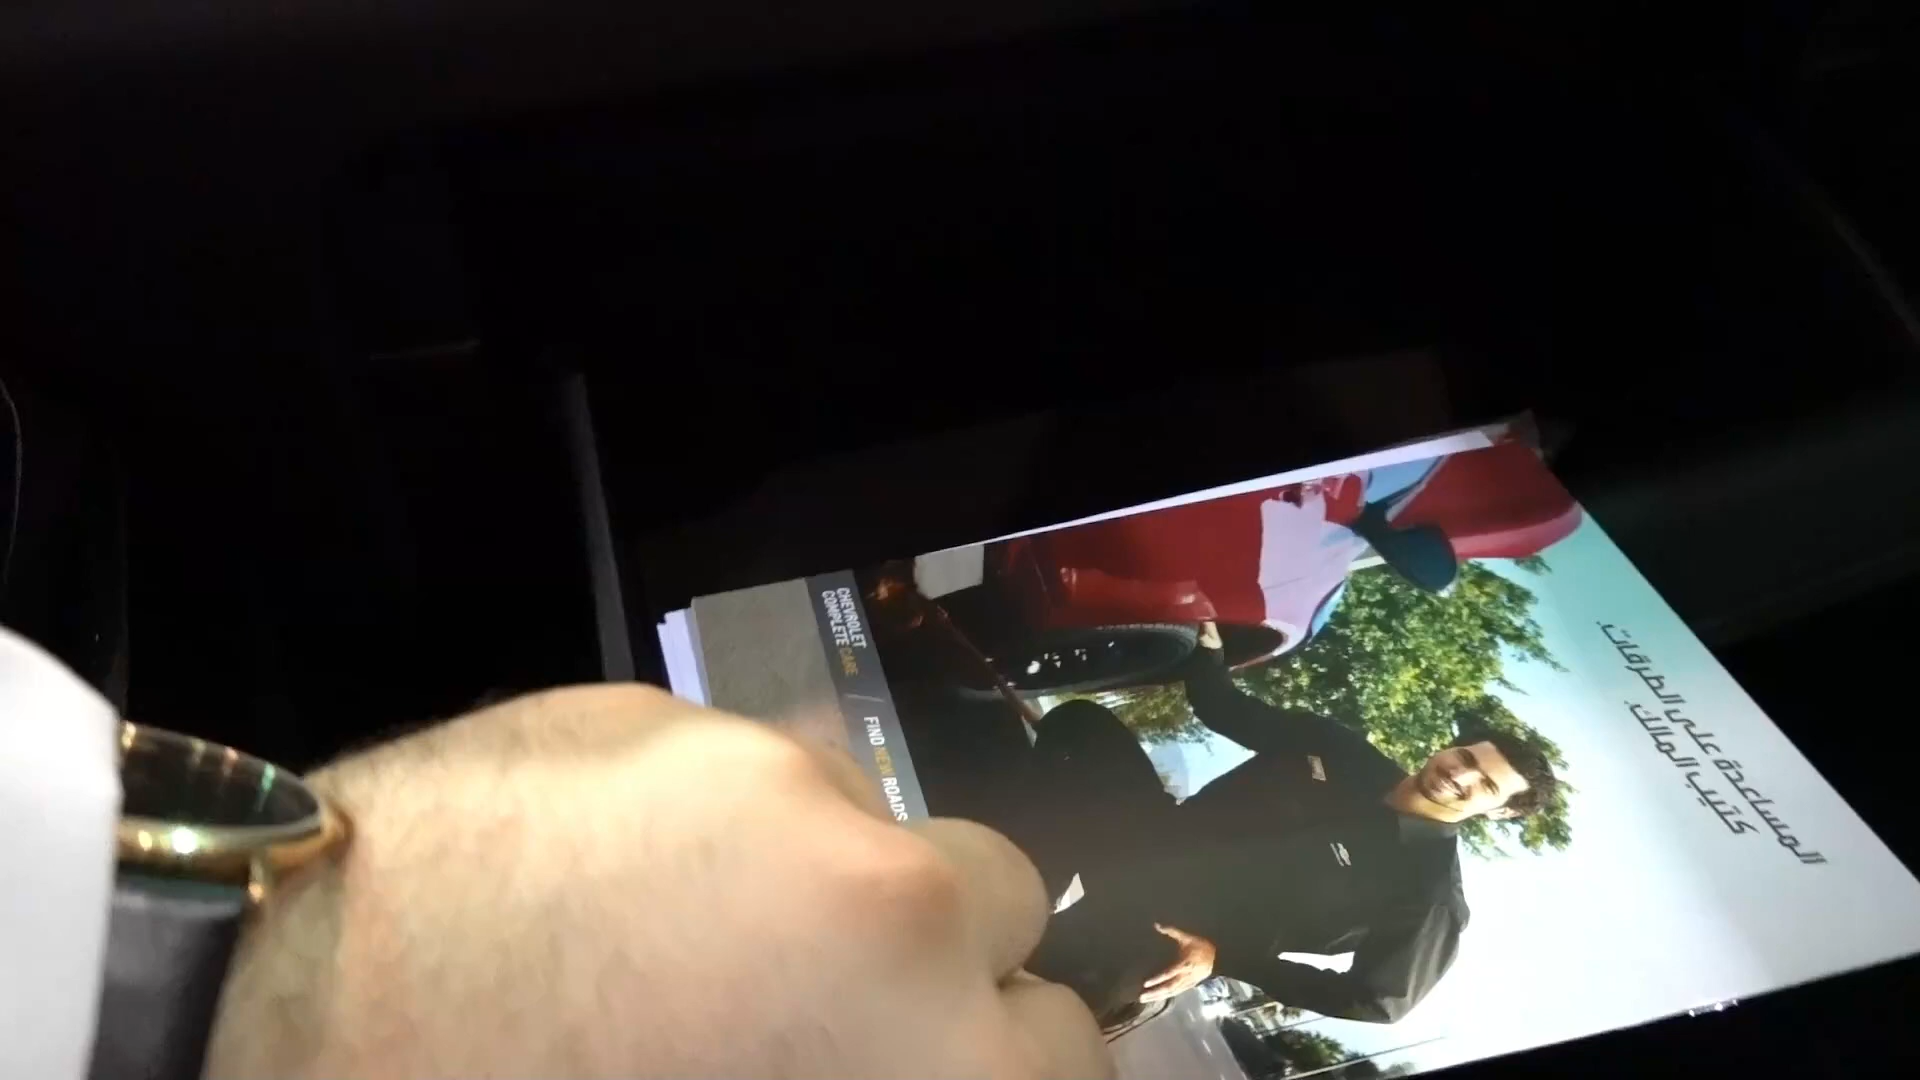 المساعدة على الطرقات
كتيب المالك
CHEVROLET
COMPLETE CARE / FIND NEW ROADS